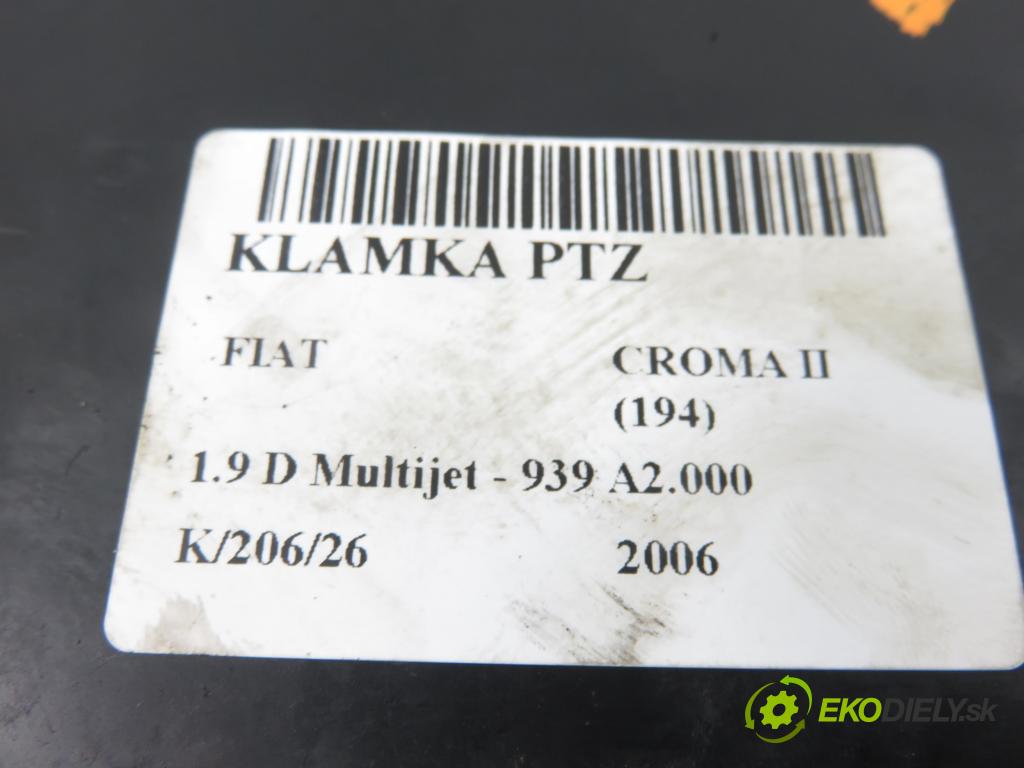 KLAMKA PTZ
FIAT CROMA II
(194)
1.9 D Multijet - 939 A2.000
K/206/26 2006
EKODIELY.sk